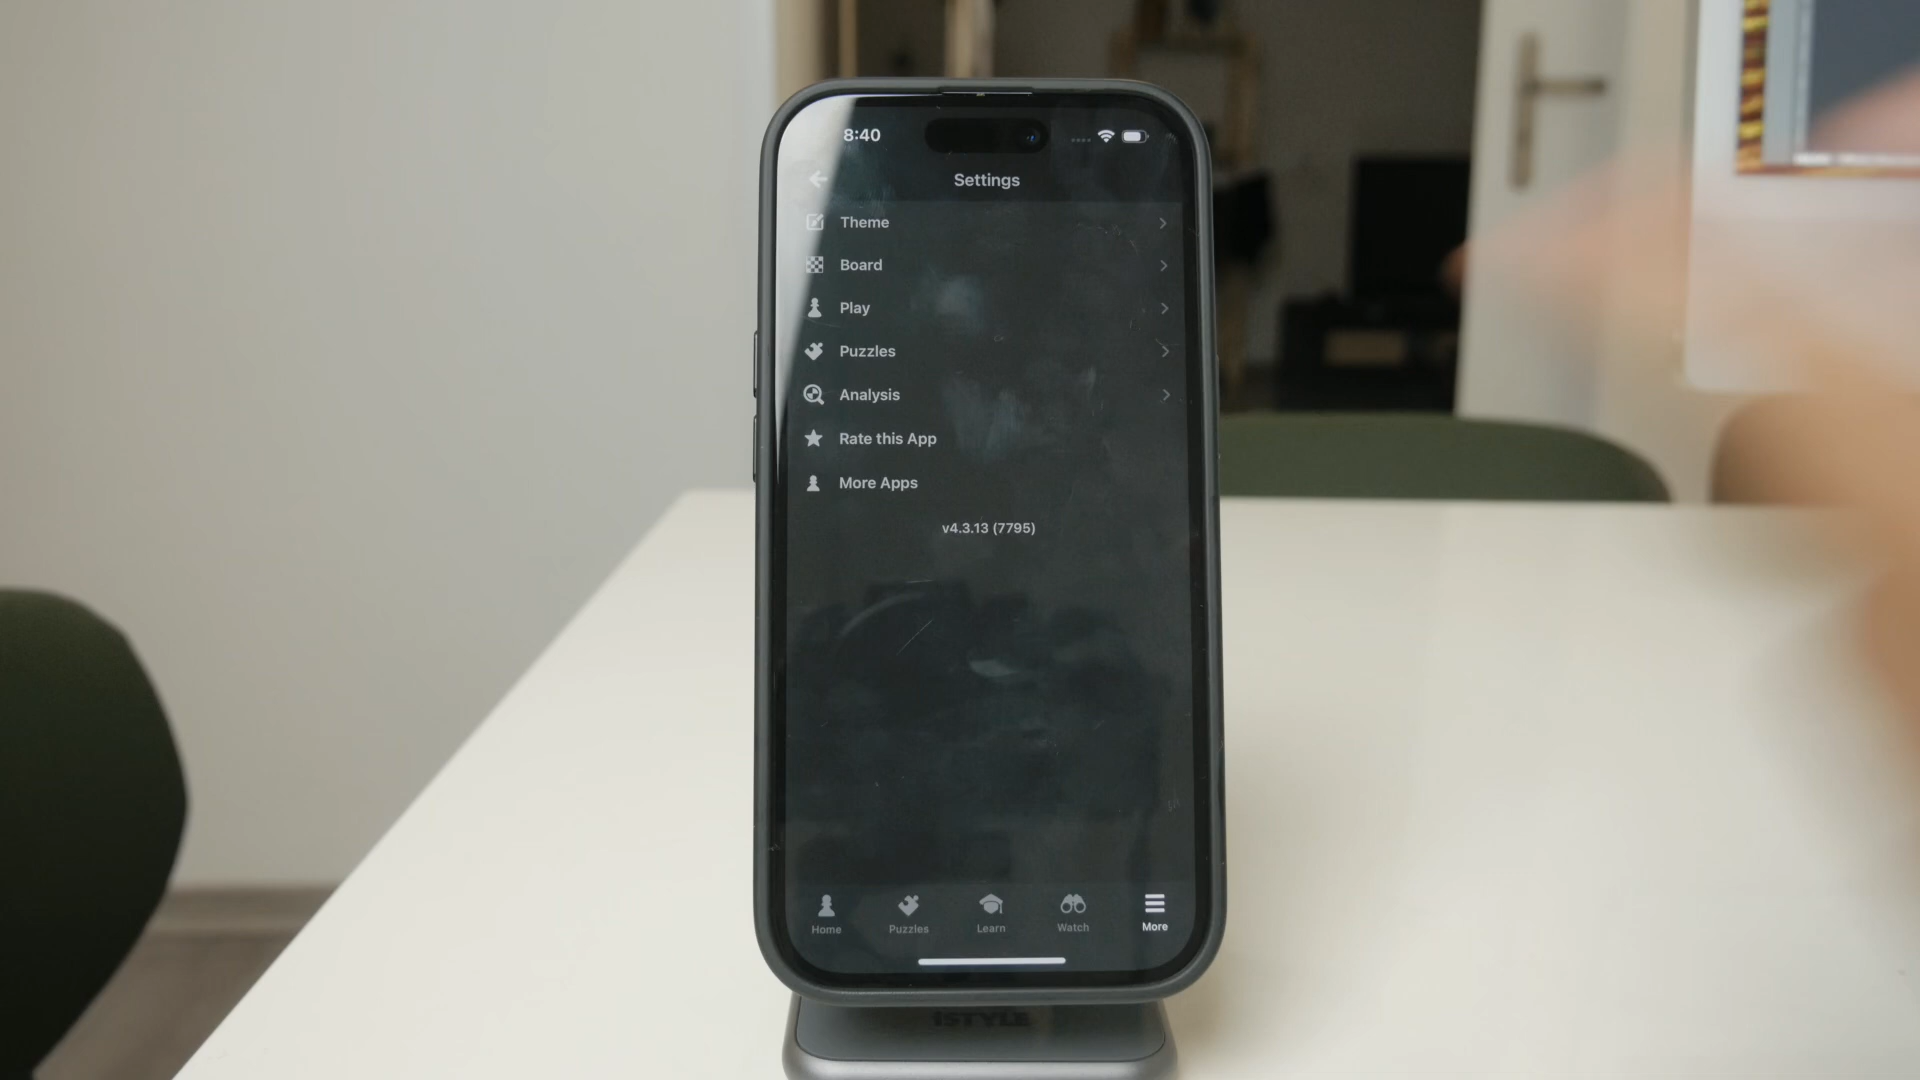 8:40
Settings
Theme
Board
Play
Puzzles
Analysis
Rate this App
More Apps
v4.3.13 (7795)
Home Puzzles Learn Watch More
iSTYLE